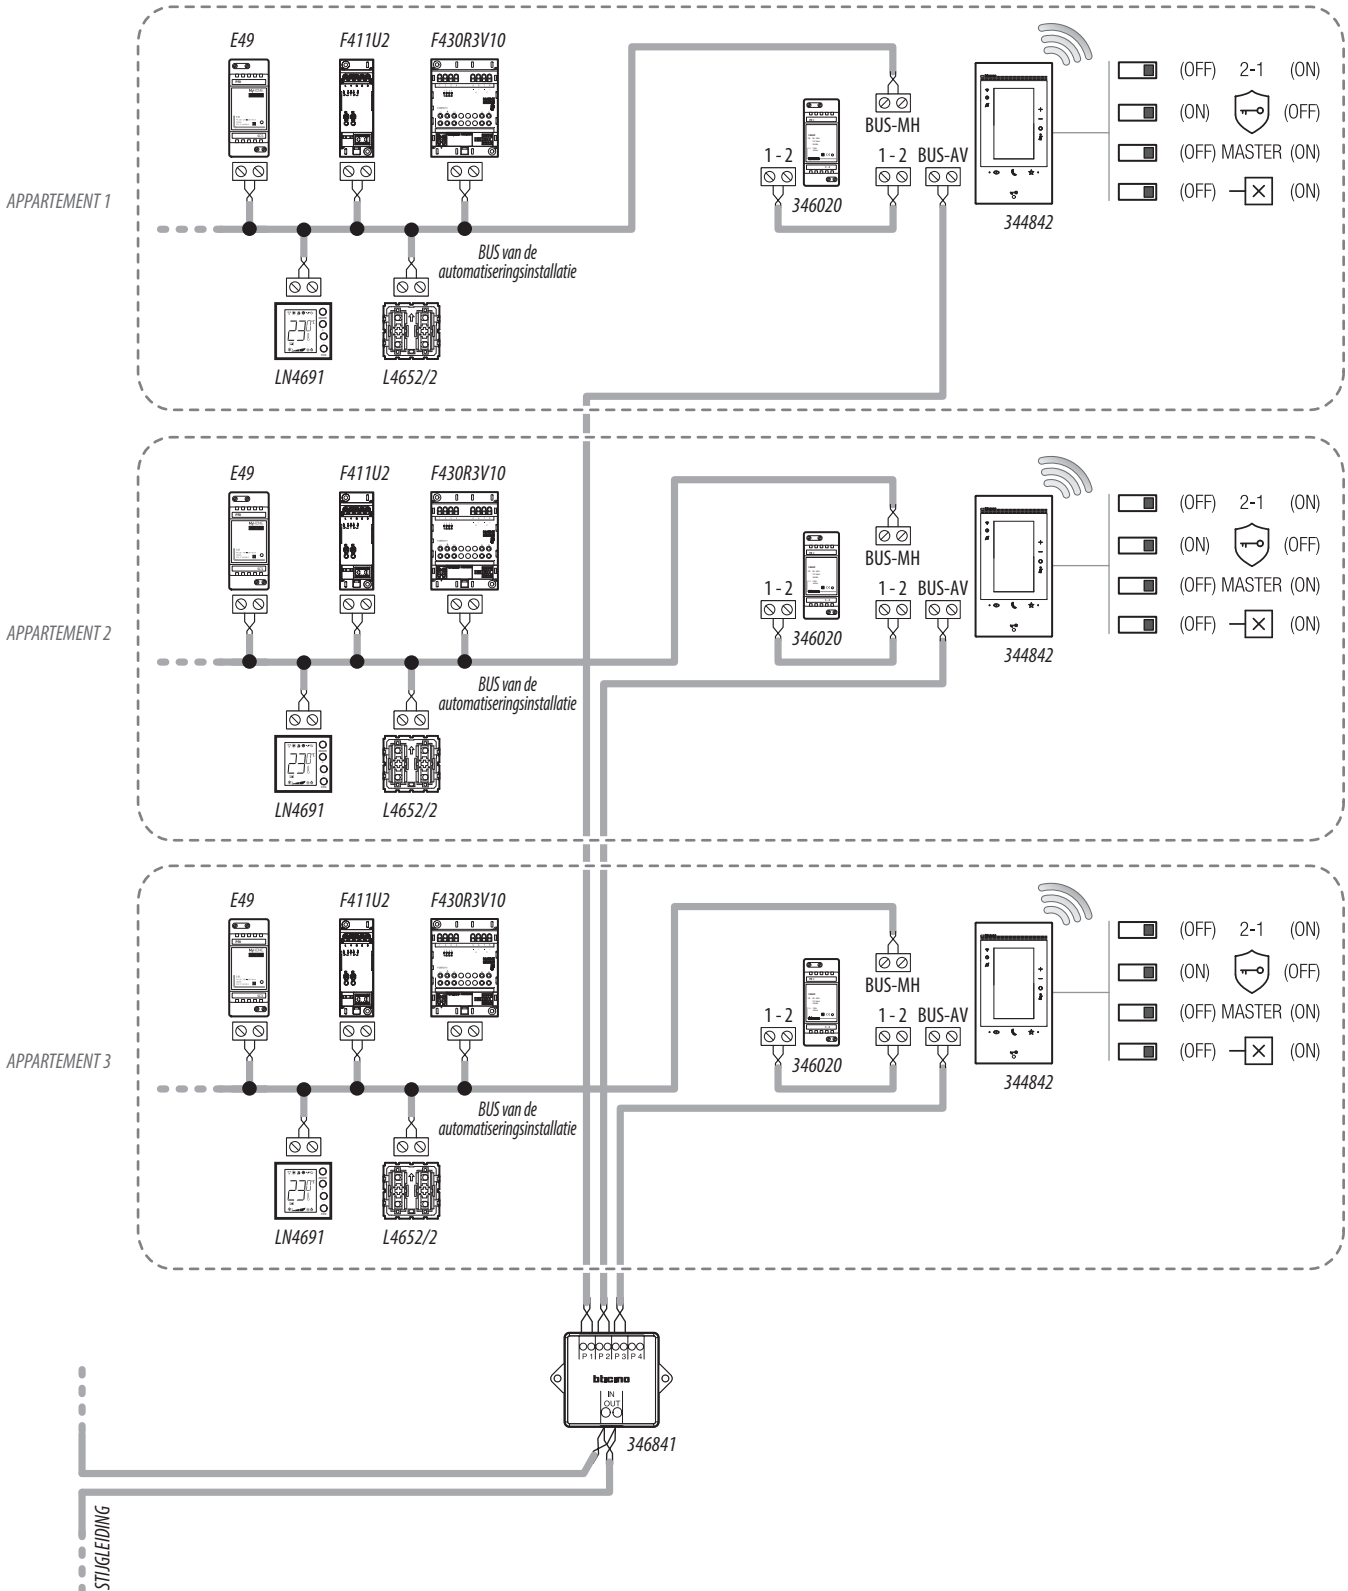 E49 F411U2 F430R3V10
(OFF) 2-1 (ON)
BUS-MH
(ON) (OFF)
1 - 2 1 - 2 BUS-AV
(OFF) MASTER (ON)
(OFF) (ON)
APPARTEMENT 1
346020
344842
BUS van de
automatiseringsinstallatie
LN4691 L4652/2
E49 F411U2 F430R3V10
(OFF) 2-1 (ON)
BUS-MH
(ON) (OFF)
1 - 2 1 - 2 BUS-AV
(OFF) MASTER (ON)
(OFF) (ON)
APPARTEMENT 2
346020
344842
BUS van de
automatiseringsinstallatie
LN4691 L4652/2
E49 F411U2 F430R3V10
(OFF) 2-1 (ON)
BUS-MH
(ON) (OFF)
1 - 2 1 - 2 BUS-AV
(OFF) MASTER (ON)
(OFF) (ON)
APPARTEMENT 3
346020
344842
BUS van de
automatiseringsinstallatie
LN4691 L4652/2
P1 P2 P3 P4
bticino
IN
OUT
346841
STIJGLEIDING